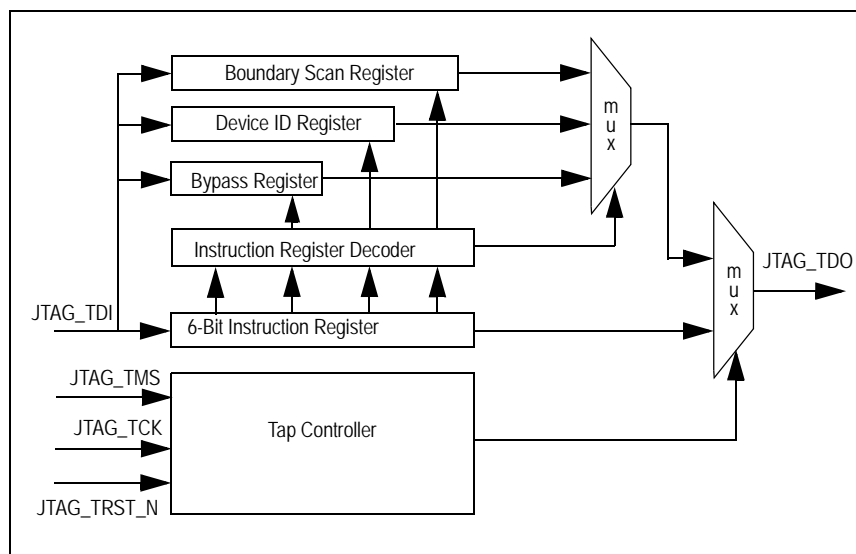 Boundary Scan Register
Device ID Register
Bypass Register
Instruction Register Decoder
6-Bit Instruction Register
Tap Controller
m
u
x
m
u
x
JTAG_TDI
JTAG_TMS
JTAG_TCK
JTAG_TRST_N
JTAG_TDO